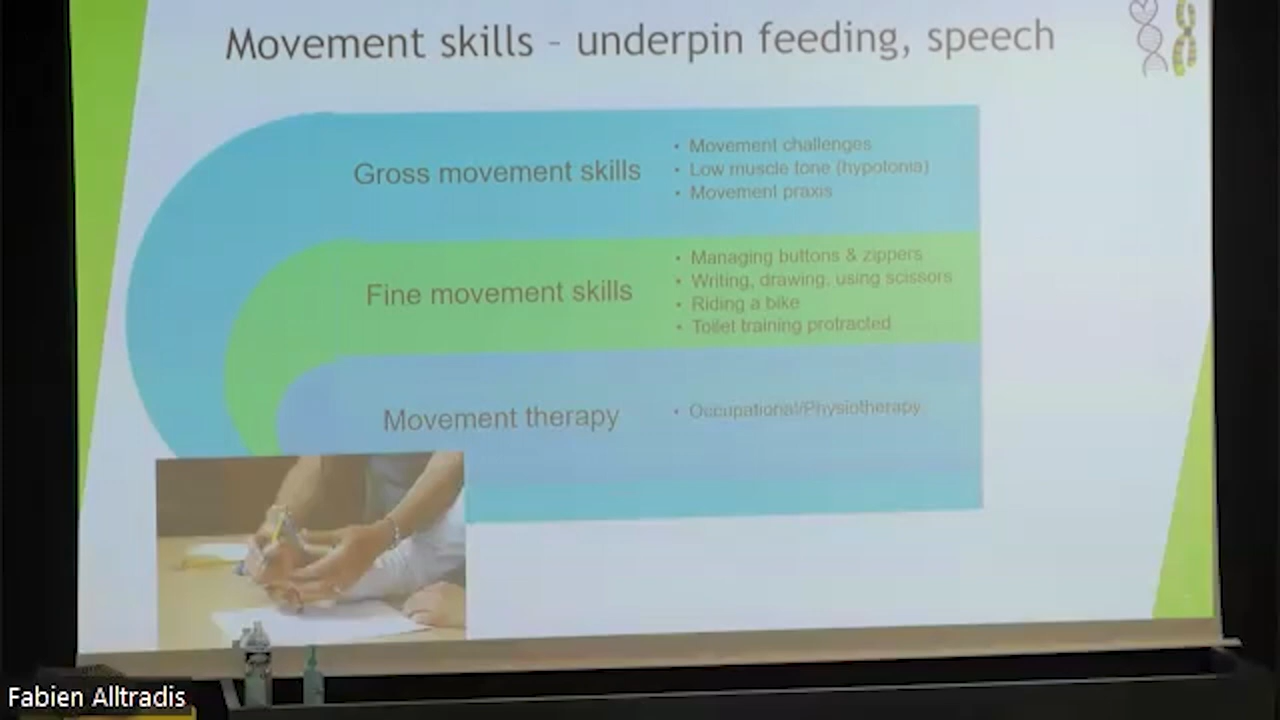 Movement skills – underpin feeding, speech
Gross movement skills
• Movement challenges
• Low muscle tone (hypotonia)
• Movement praxis
Fine movement skills
• Managing buttons & zippers
• Writing, drawing, using scissors
• Riding a bike
• Toilet training protracted
Movement therapy
• Occupational/Physiotherapy
Fabien Alltradis